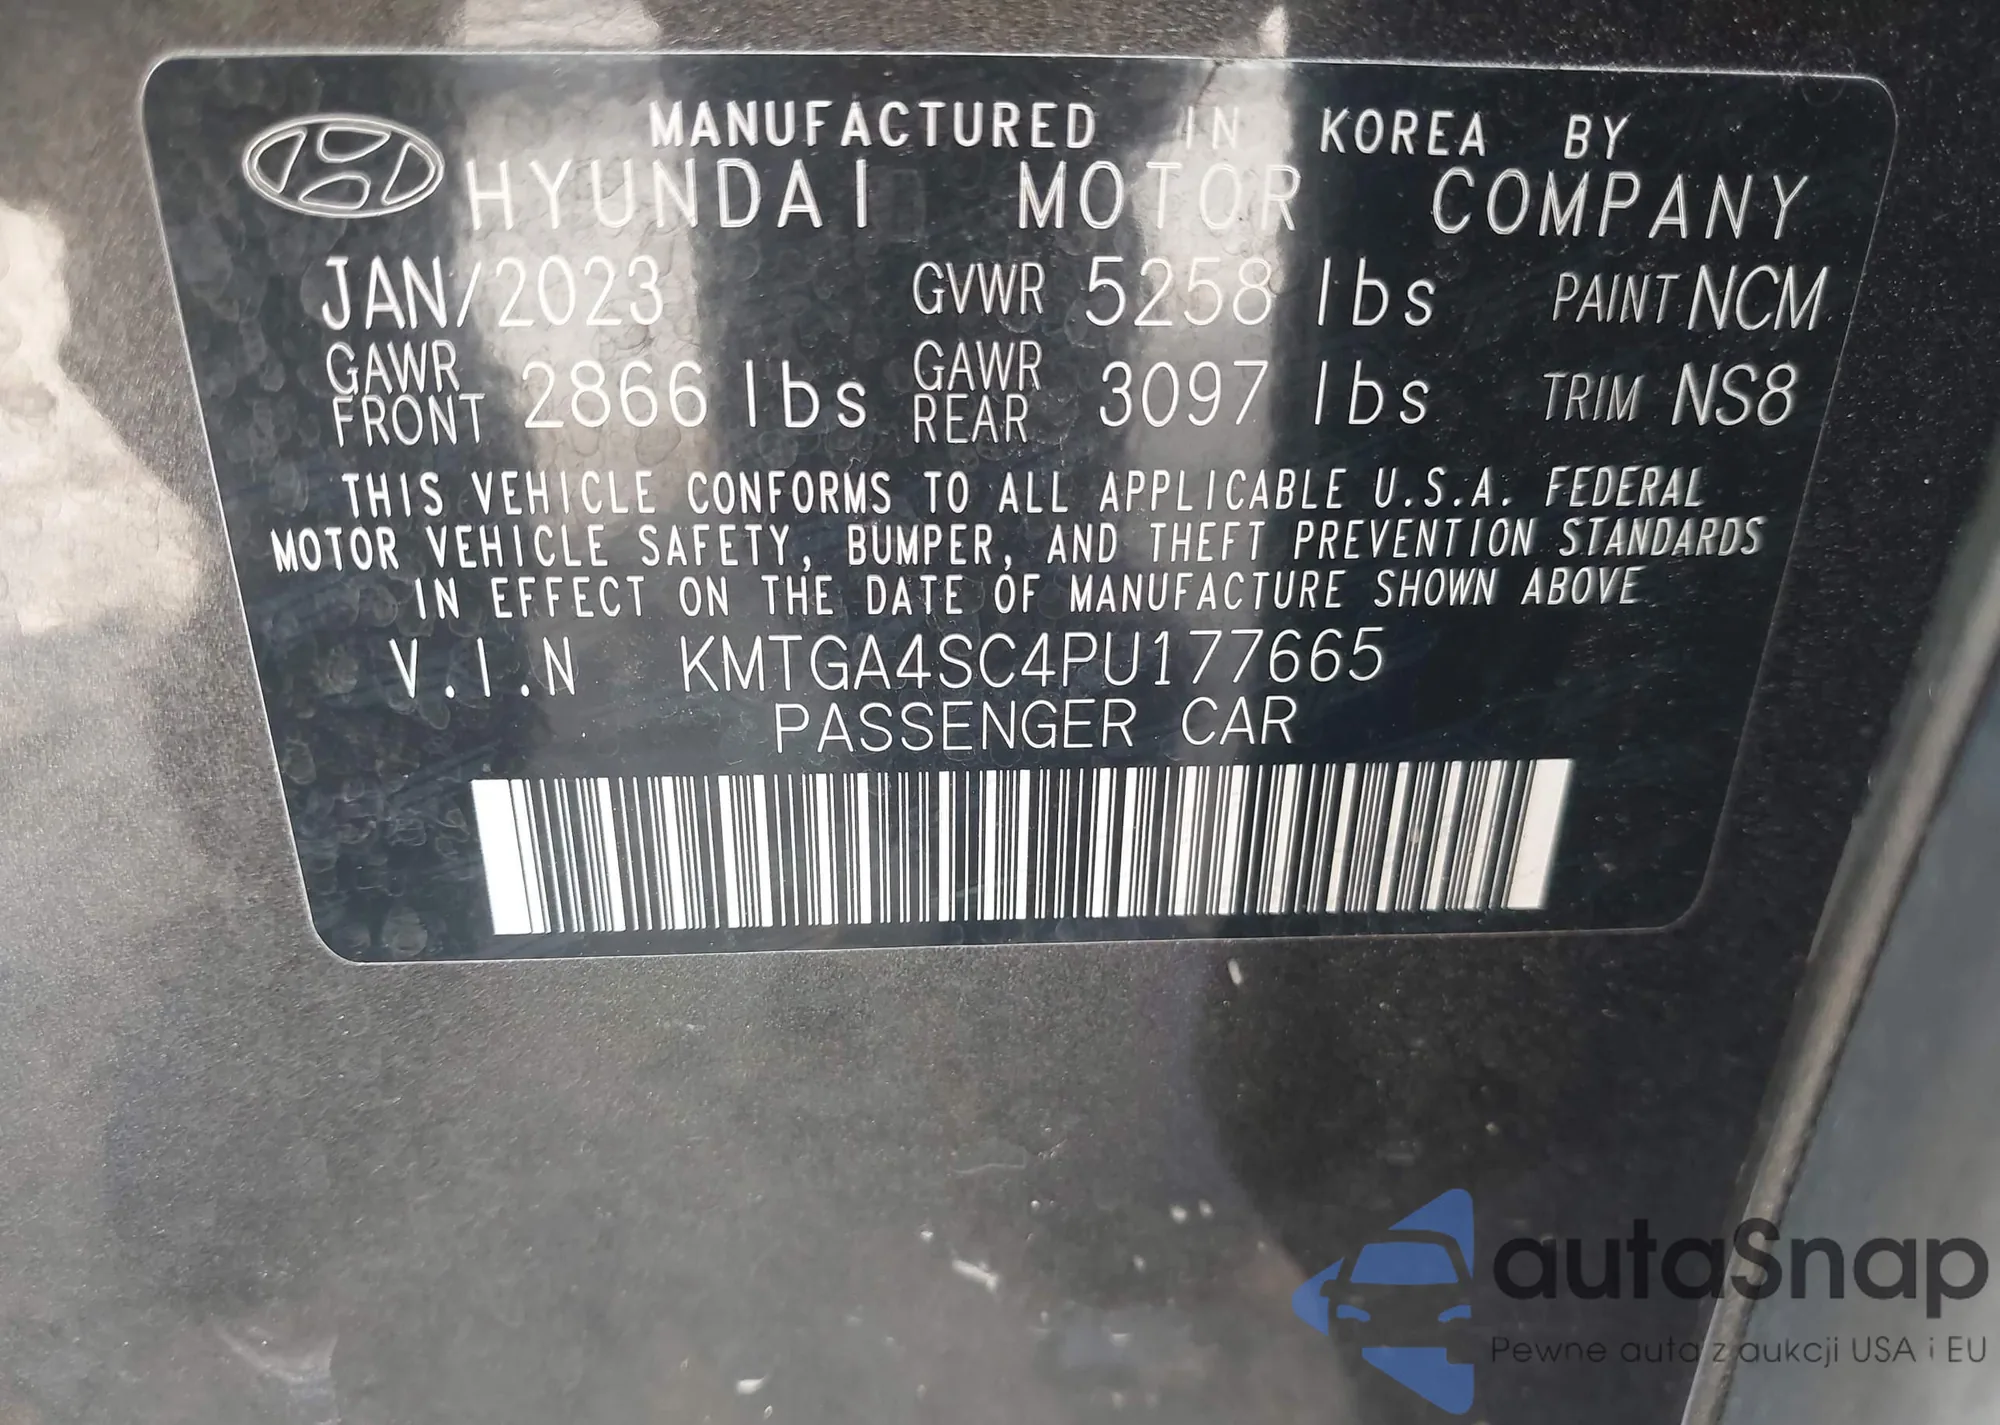 MANUFACTURED IN KOREA BY
HYUNDAI MOTOR COMPANY
JAN/2023 GVWR 5258 lbs PAINT NCM
GAWR FRONT 2866 lbs GAWR REAR 3097 lbs TRIM NS8
THIS VEHICLE CONFORMS TO ALL APPLICABLE U.S.A. FEDERAL
MOTOR VEHICLE SAFETY, BUMPER, AND THEFT PREVENTION STANDARDS
IN EFFECT ON THE DATE OF MANUFACTURE SHOWN ABOVE
V.I.N KMTGA4SC4PU177665
PASSENGER CAR
autaSnap
Pewne auta z aukcji USA i EU